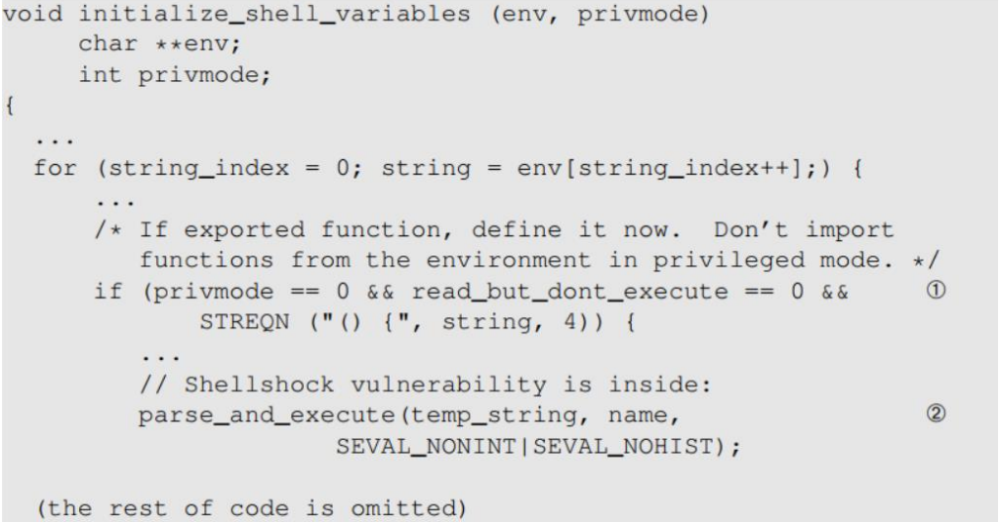 void initialize_shell_variables (env, privmode)
     char **env;
     int privmode;
{
  ...
  for (string_index = 0; string = env[string_index++];) {
      ...
      /* If exported function, define it now.  Don't import
         functions from the environment in privileged mode. */
      if (privmode == 0 && read_but_dont_execute == 0 &&      ①
             STREQN ("() {", string, 4)) {
         ...
         // Shellshock vulnerability is inside:
         parse_and_execute(temp_string, name,                 ②
                      SEVAL_NONINT|SEVAL_NOHIST);
  (the rest of code is omitted)